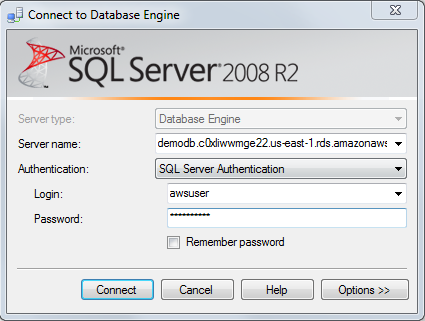 Connect to Database Engine
Microsoft®
SQL Server® 2008 R2
Server type: Database Engine
Server name: demodb.c0xliwwmge22.us-east-1.rds.amazonaws
Authentication: SQL Server Authentication
Login: awsuser
Password: **********
Remember password
Connect Cancel Help Options >>